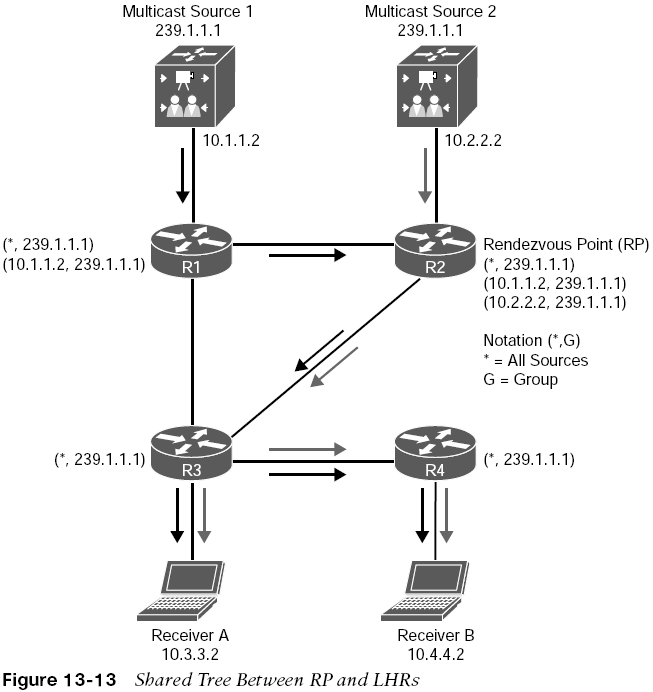 Multicast Source 1
239.1.1.1
Multicast Source 2
239.1.1.1
10.1.1.2
10.2.2.2
(*, 239.1.1.1)
(10.1.1.2, 239.1.1.1)
R1
R2
Rendezvous Point (RP)
(*, 239.1.1.1)
(10.1.1.2, 239.1.1.1)
(10.2.2.2, 239.1.1.1)
Notation (*,G)
* = All Sources
G = Group
(*, 239.1.1.1)
R3
R4
(*, 239.1.1.1)
Receiver A
10.3.3.2
Receiver B
10.4.4.2
Figure 13-13 Shared Tree Between RP and LHRs